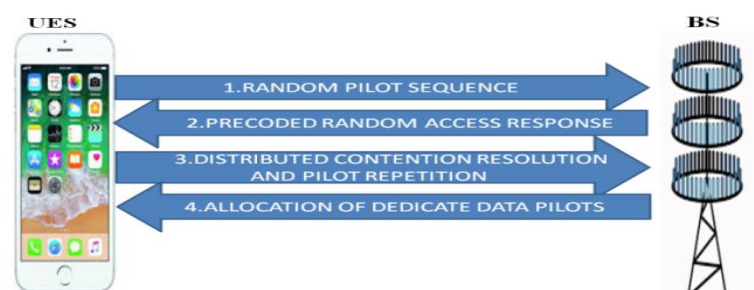 UES
BS
1.RANDOM PILOT SEQUENCE
2.PRECODED RANDOM ACCESS RESPONSE
3.DISTRIBUTED CONTENTION RESOLUTION
AND PILOT REPETITION
4.ALLOCATION OF DEDICATE DATA PILOTS